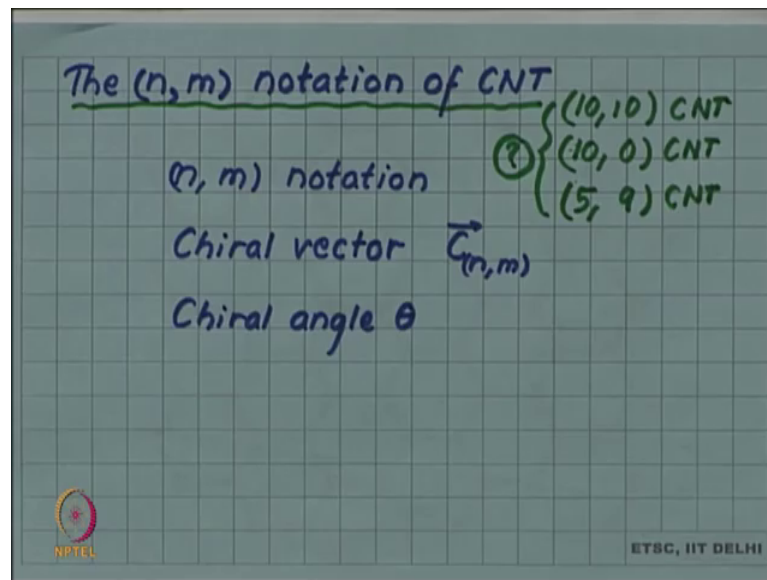 The (n, m) notation of CNT
(10, 10) CNT
? { (10, 0) CNT
(5, 9) CNT
(n, m) notation
Chiral vector C⃗(n,m)
Chiral angle θ
NPTEL
ETSC, IIT DELHI